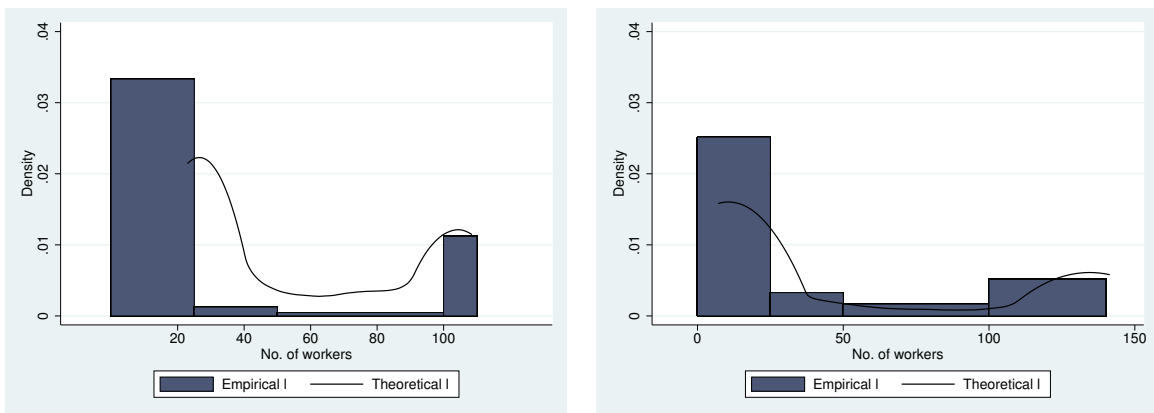 .04
.03
.02
.01
0
Density
20 40 60 80 100
No. of workers
Empirical l Theoretical l
.04
.03
.02
.01
0
Density
0 50 100 150
No. of workers
Empirical l Theoretical l